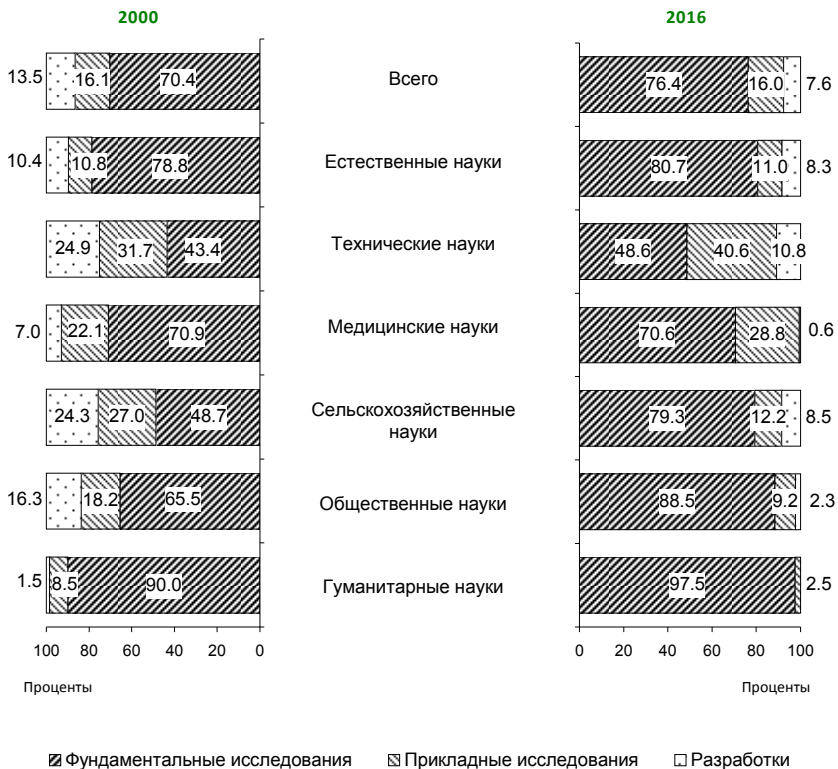 2000 2016
13.5 16.1 70.4 Всего 76.4 16.0 7.6
10.4 10.8 78.8 Естественные науки 80.7 11.0 8.3
24.9 31.7 43.4 Технические науки 48.6 40.6 10.8
7.0 22.1 70.9 Медицинские науки 70.6 28.8 0.6
24.3 27.0 48.7 Сельскохозяйственные
науки 79.3 12.2 8.5
16.3 18.2 65.5 Общественные науки 88.5 9.2 2.3
1.5 8.5 90.0 Гуманитарные науки 97.5 2.5
100 80 60 40 20 0 0 20 40 60 80 100
Проценты Проценты
Фундаментальные исследования Прикладные исследования Разработки